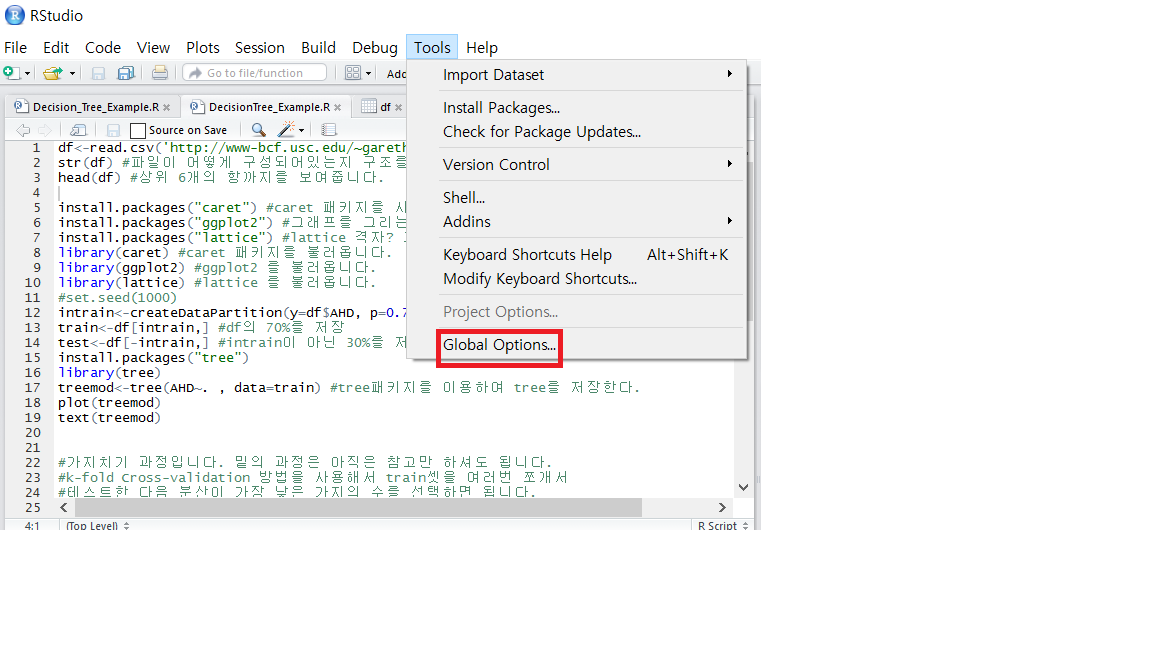 RStudio
File Edit Code View Plots Session Build Debug Tools Help
Go to file/function
Import Dataset
Install Packages...
Check for Package Updates...
Version Control
Shell...
Addins
Keyboard Shortcuts Help Alt+Shift+K
Modify Keyboard Shortcuts...
Project Options...
Global Options...
Decision_Tree_Example.R × DecisionTree_Example.R × df ×
Source on Save
1 df<-read.csv('http://www-bcf.usc.edu/~gareth
2 str(df) #파일이 어떻게 구성되어있는지 구조를
3 head(df) #상위 6개의 항까지를 보여줍니다.
4
5 install.packages("caret") #caret 패키지를
6 install.packages("ggplot2") #그래프를 그리는
7 install.packages("lattice") #lattice 격자?
8 library(caret) #caret 패키지를 불러옵니다.
9 library(ggplot2) #ggplot2 를 불러옵니다.
10 library(lattice) #lattice 를 불러옵니다.
11 #set.seed(1000)
12 intrain<-createDataPartition(y=df$AHD, p=0.7
13 train<-df[intrain,] #df의 70%를 저장
14 test<-df[-intrain,] #intrain이 아닌 30%를
15 install.packages("tree")
16 library(tree)
17 treemod<-tree(AHD~. , data=train) #tree패키지를 이용하여 tree를 저장한다.
18 plot(treemod)
19 text(treemod)
20
21
22 #가지치기 과정입니다. 밑의 과정은 아직은 참고만 하셔도 됩니다.
23 #k-fold Cross-validation 방법을 사용해서 train셋을 여러번 쪼개서
24 #테스트한 다음 분산이 가장 낮은 가지의 수를 선택하면 됩니다.
25
4:1 (Top Level) R Script